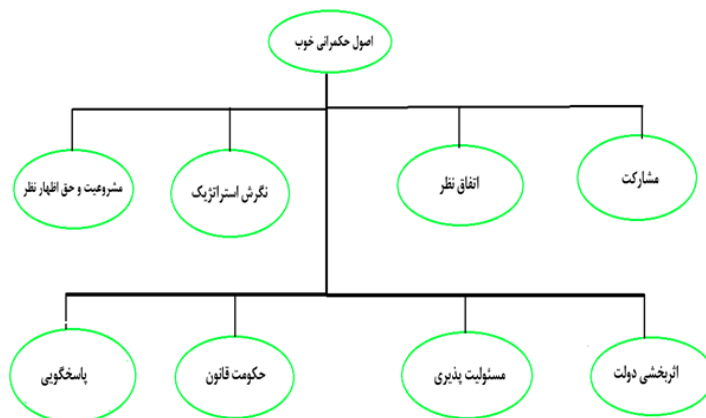 اصول حکمرانی خوب
مشارکت
اتفاق نظر
نگرش استراتژیک
مشروعیت و حق اظهار نظر
اثربخشی دولت
مسئولیت پذیری
حکومت قانون
پاسخگویی